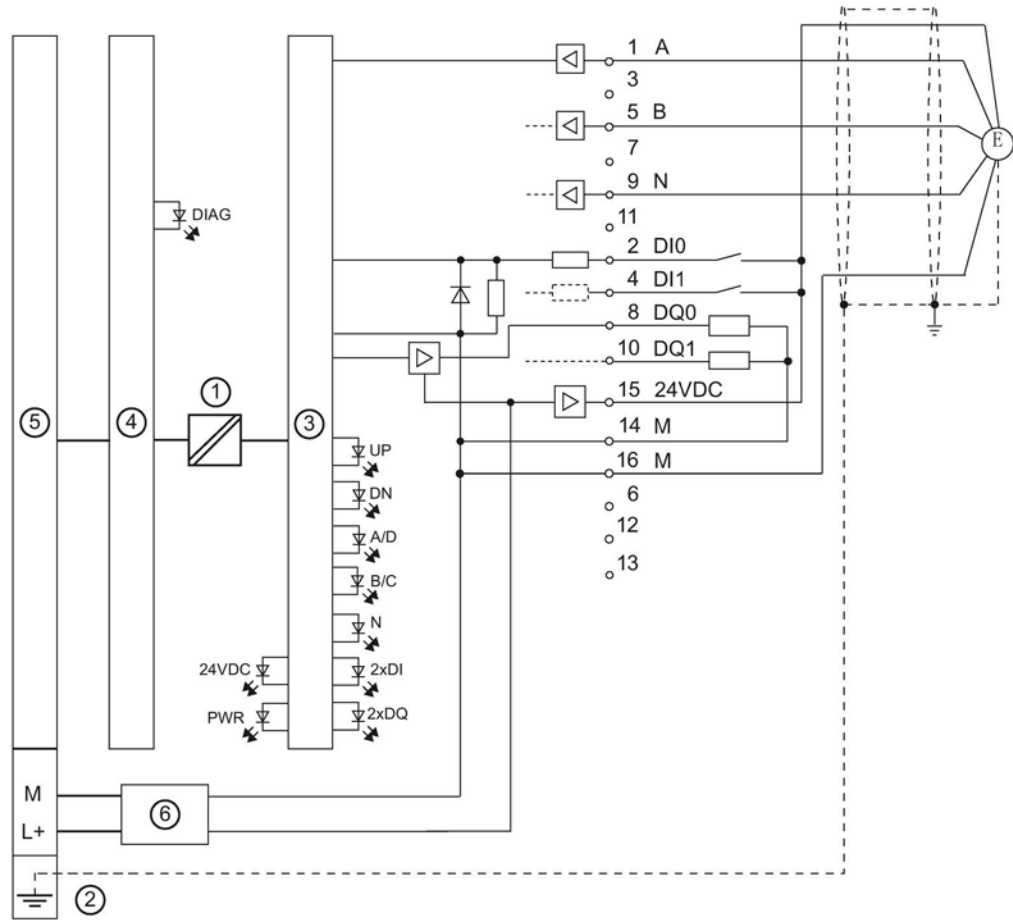 1 A
3
5 B
7
9 N
11
2 DI0
4 DI1
8 DQ0
10 DQ1
15 24VDC
14 M
16 M
6
12
13
E
DIAG
①
⑤
④
③
UP
DN
A/D
B/C
N
24VDC
2xDI
PWR
2xDQ
M
L+
⑥
②